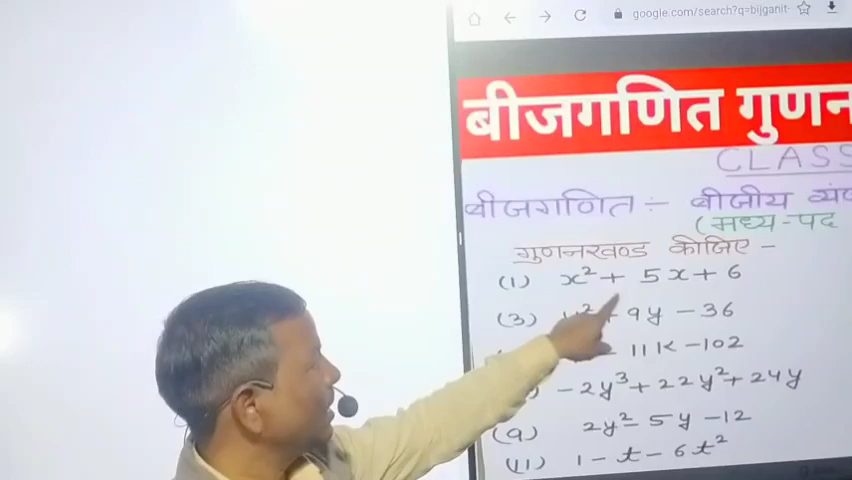 google.com/search?q=bijganit-
बीजगणित गुणन
CLASS
बीजगणित :- बीजीय व्यं
(मध्य-पद
गुणनखण्ड कीजिए -
(1) x² + 5x + 6
(3) 9y - 36
11k - 102
- 2y³ + 22y² + 24y
(9) 2y² - 5y - 12
(11) 1 - t - 6t²